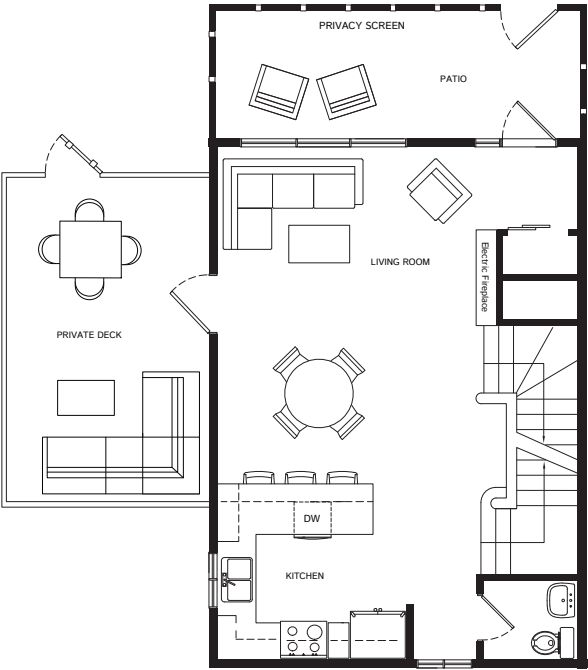 PRIVACY SCREEN
PATIO
LIVING ROOM
Electric Fireplace
PRIVATE DECK
DW
KITCHEN